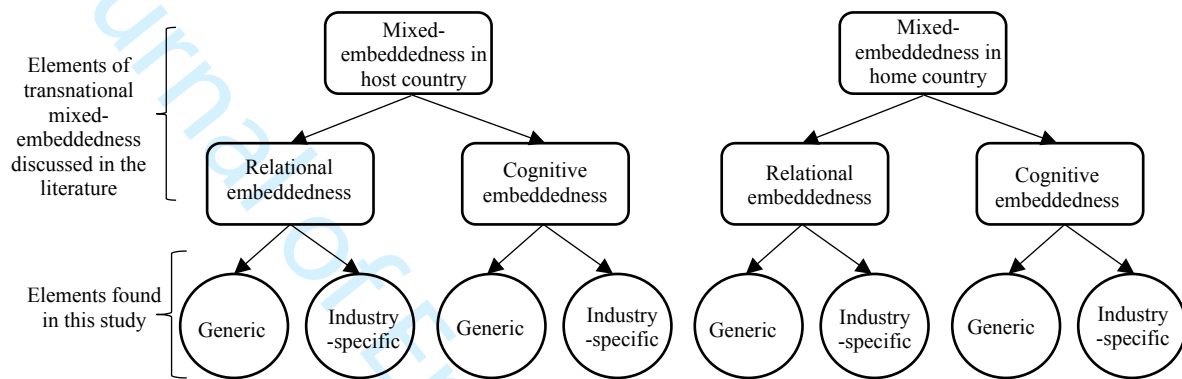 Mixed-
embeddedness in
host country
Mixed-
embeddedness in
home country
Elements of
transnational
mixed-
embeddedness
discussed in the
literature
Relational
embeddedness
Cognitive
embeddedness
Relational
embeddedness
Cognitive
embeddedness
Elements found
in this study
Generic
Industry
-specific
Generic
Industry
-specific
Generic
Industry
-specific
Generic
Industry
-specific